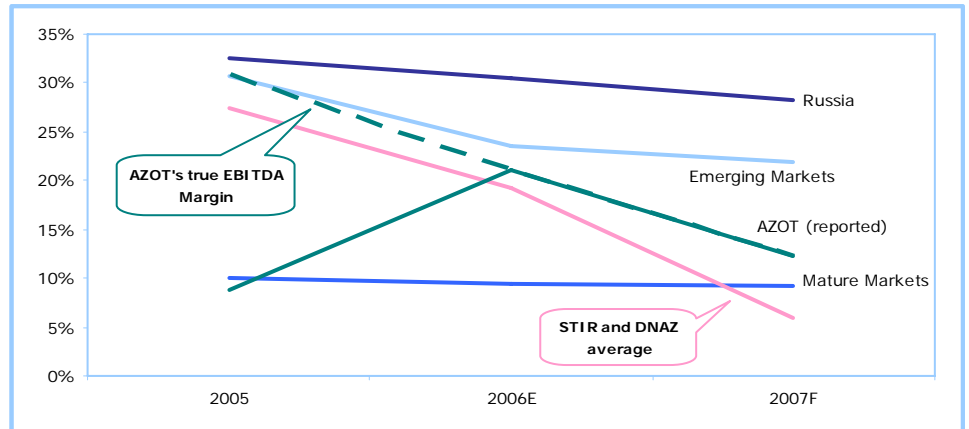 35%
30%
25%
20%
15%
10%
5%
0%
2005
2006E
2007F
AZOT's true EBITDA
Margin
Russia
Emerging Markets
AZOT (reported)
Mature Markets
STIR and DNAZ
average